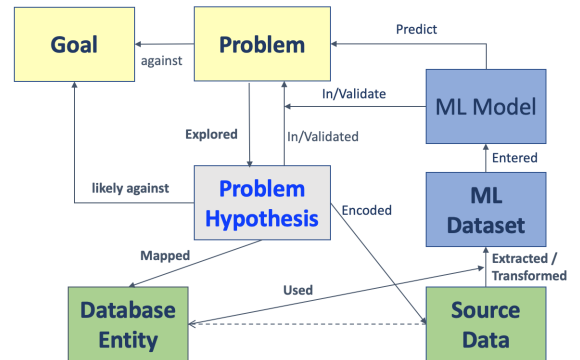 Goal
against
Problem
Predict
In/Validate
ML Model
Explored
In/Validated
Entered
likely against
Problem
Hypothesis
Encoded
ML
Dataset
Mapped
Extracted /
Transformed
Used
Database
Entity
Source
Data